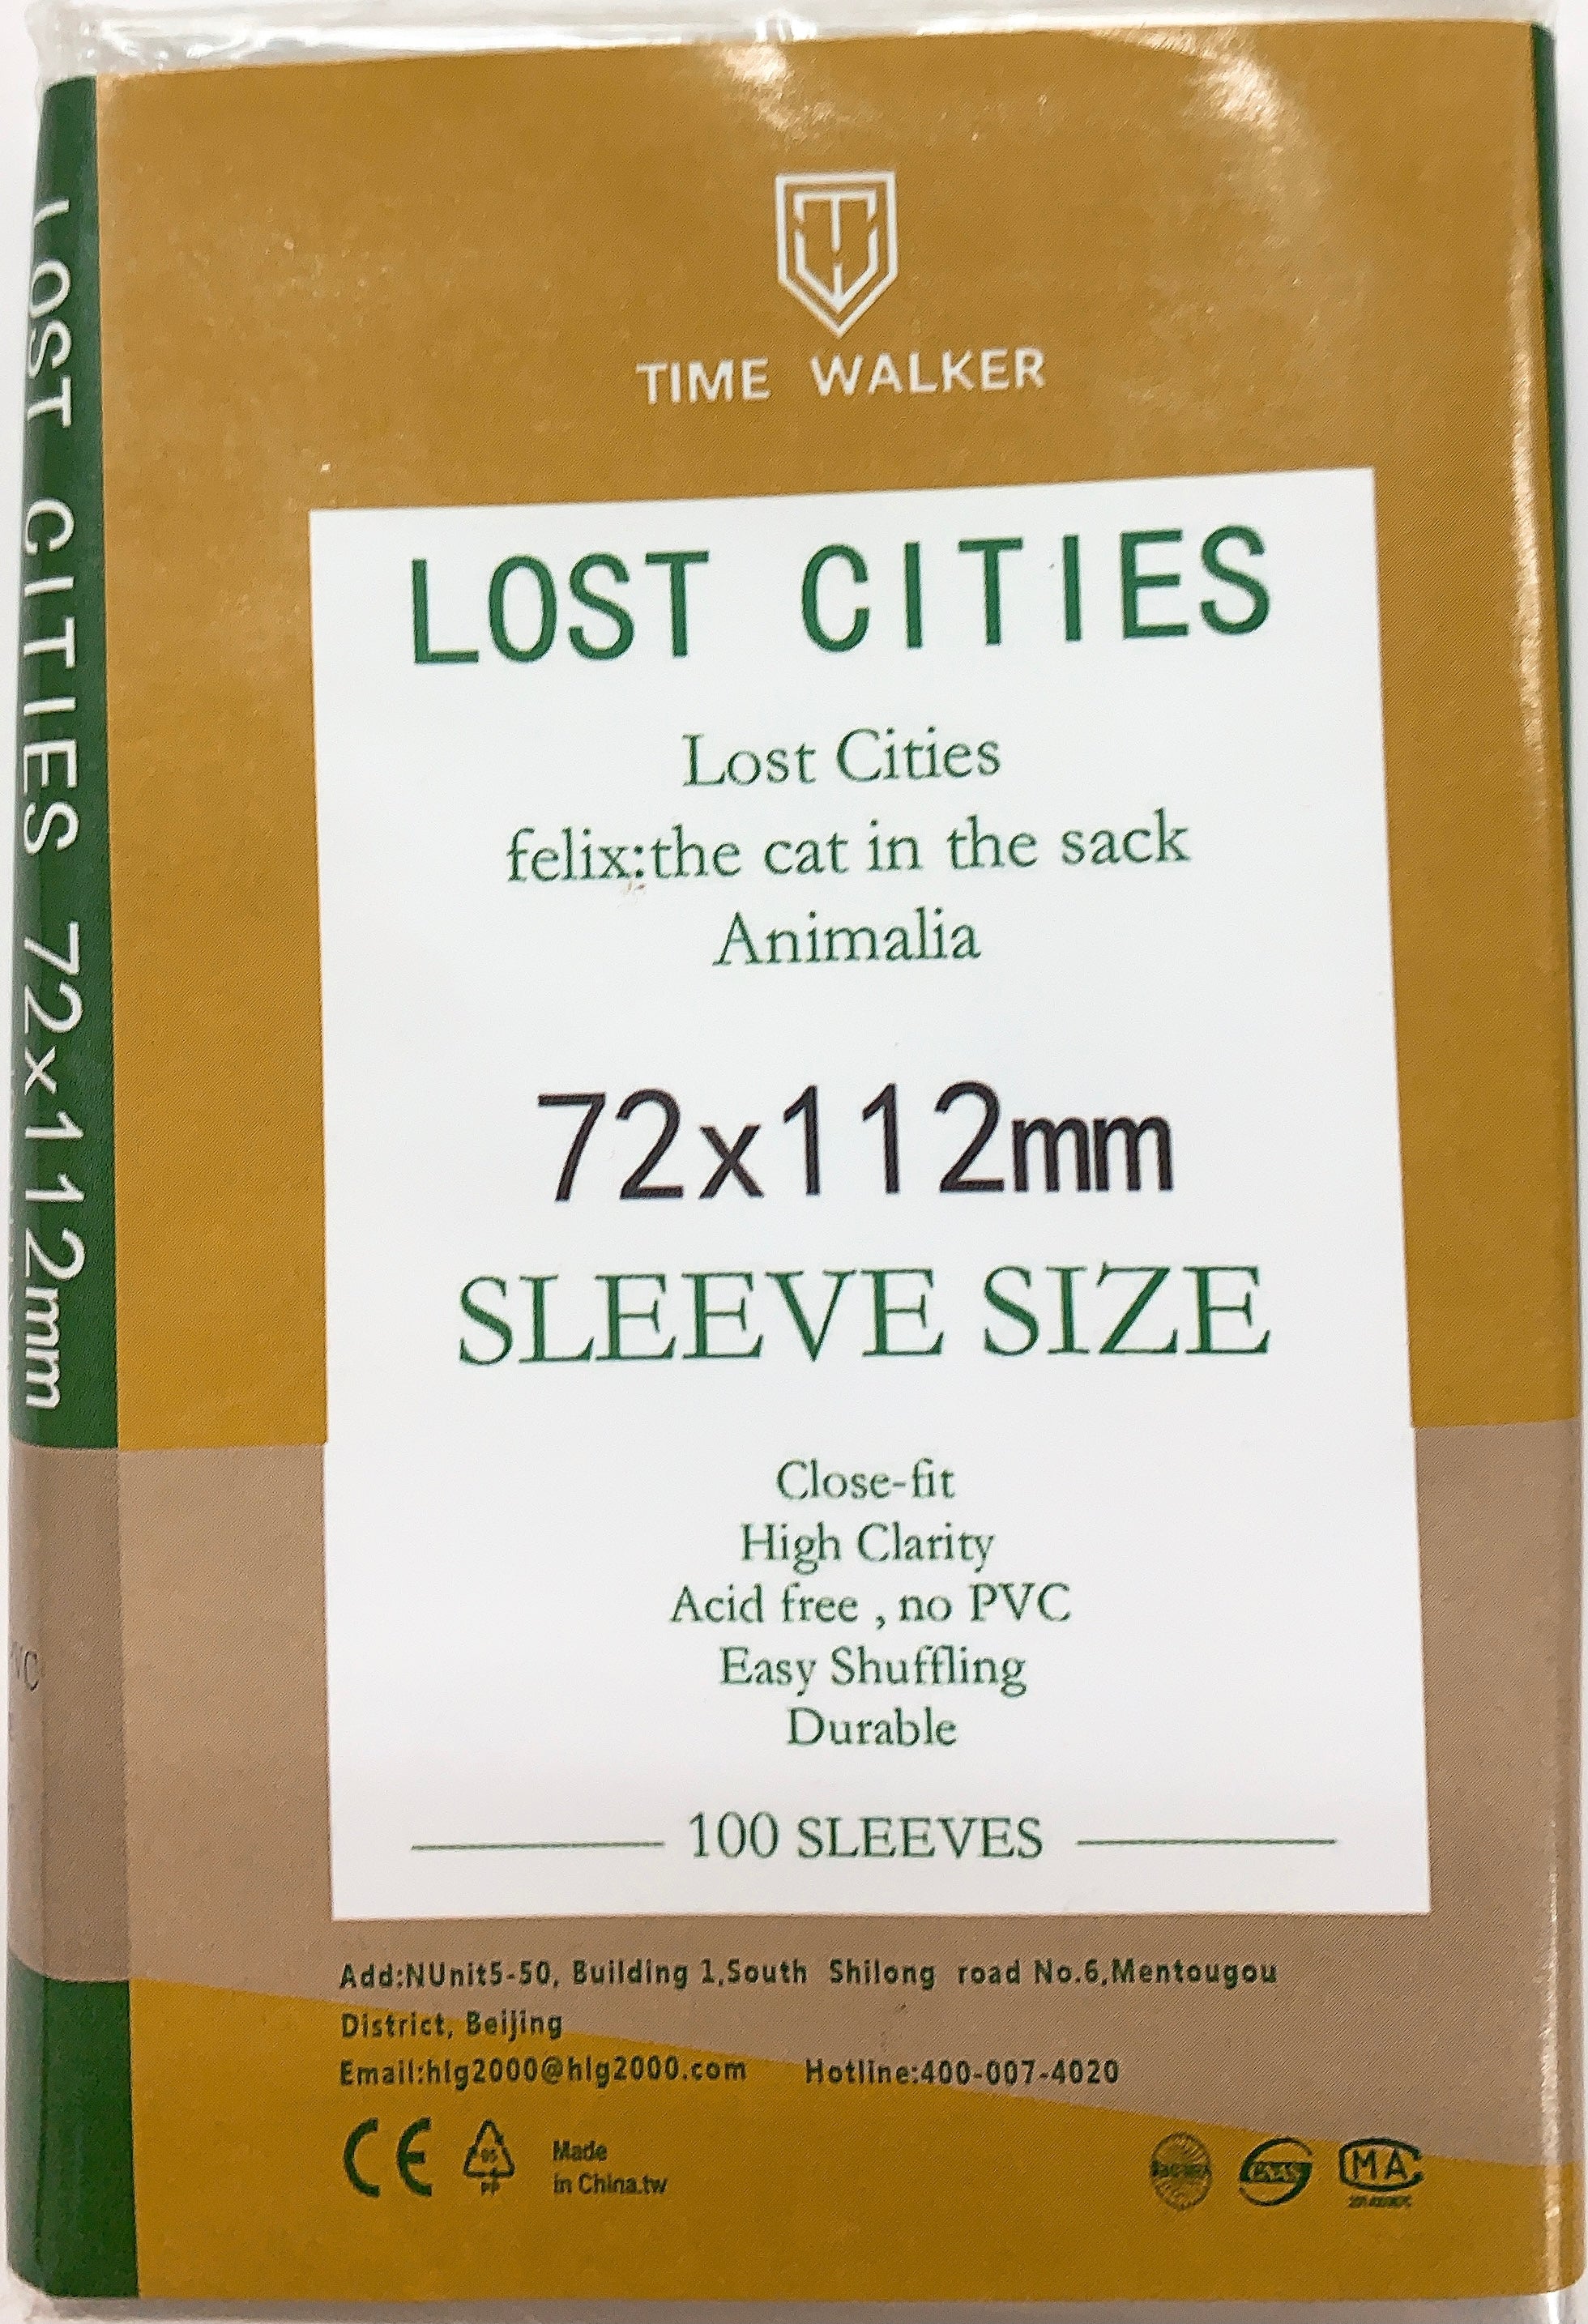 TIME WALKER
LOST CITIES
Lost Cities
felix:the cat in the sack
Animalia
72x112mm
SLEEVE SIZE
Close-fit
High Clarity
Acid free , no PVC
Easy Shuffling
Durable
100 SLEEVES
Add:NUnit5-50, Building 1,South Shilong road No.6,Mentougou
District, Beijing
Email:hlg2000@hlg2000.com Hotline:400-007-4020
CE
05
PP
Made
in China.tw
MA
LOST CITIES 72x112mm